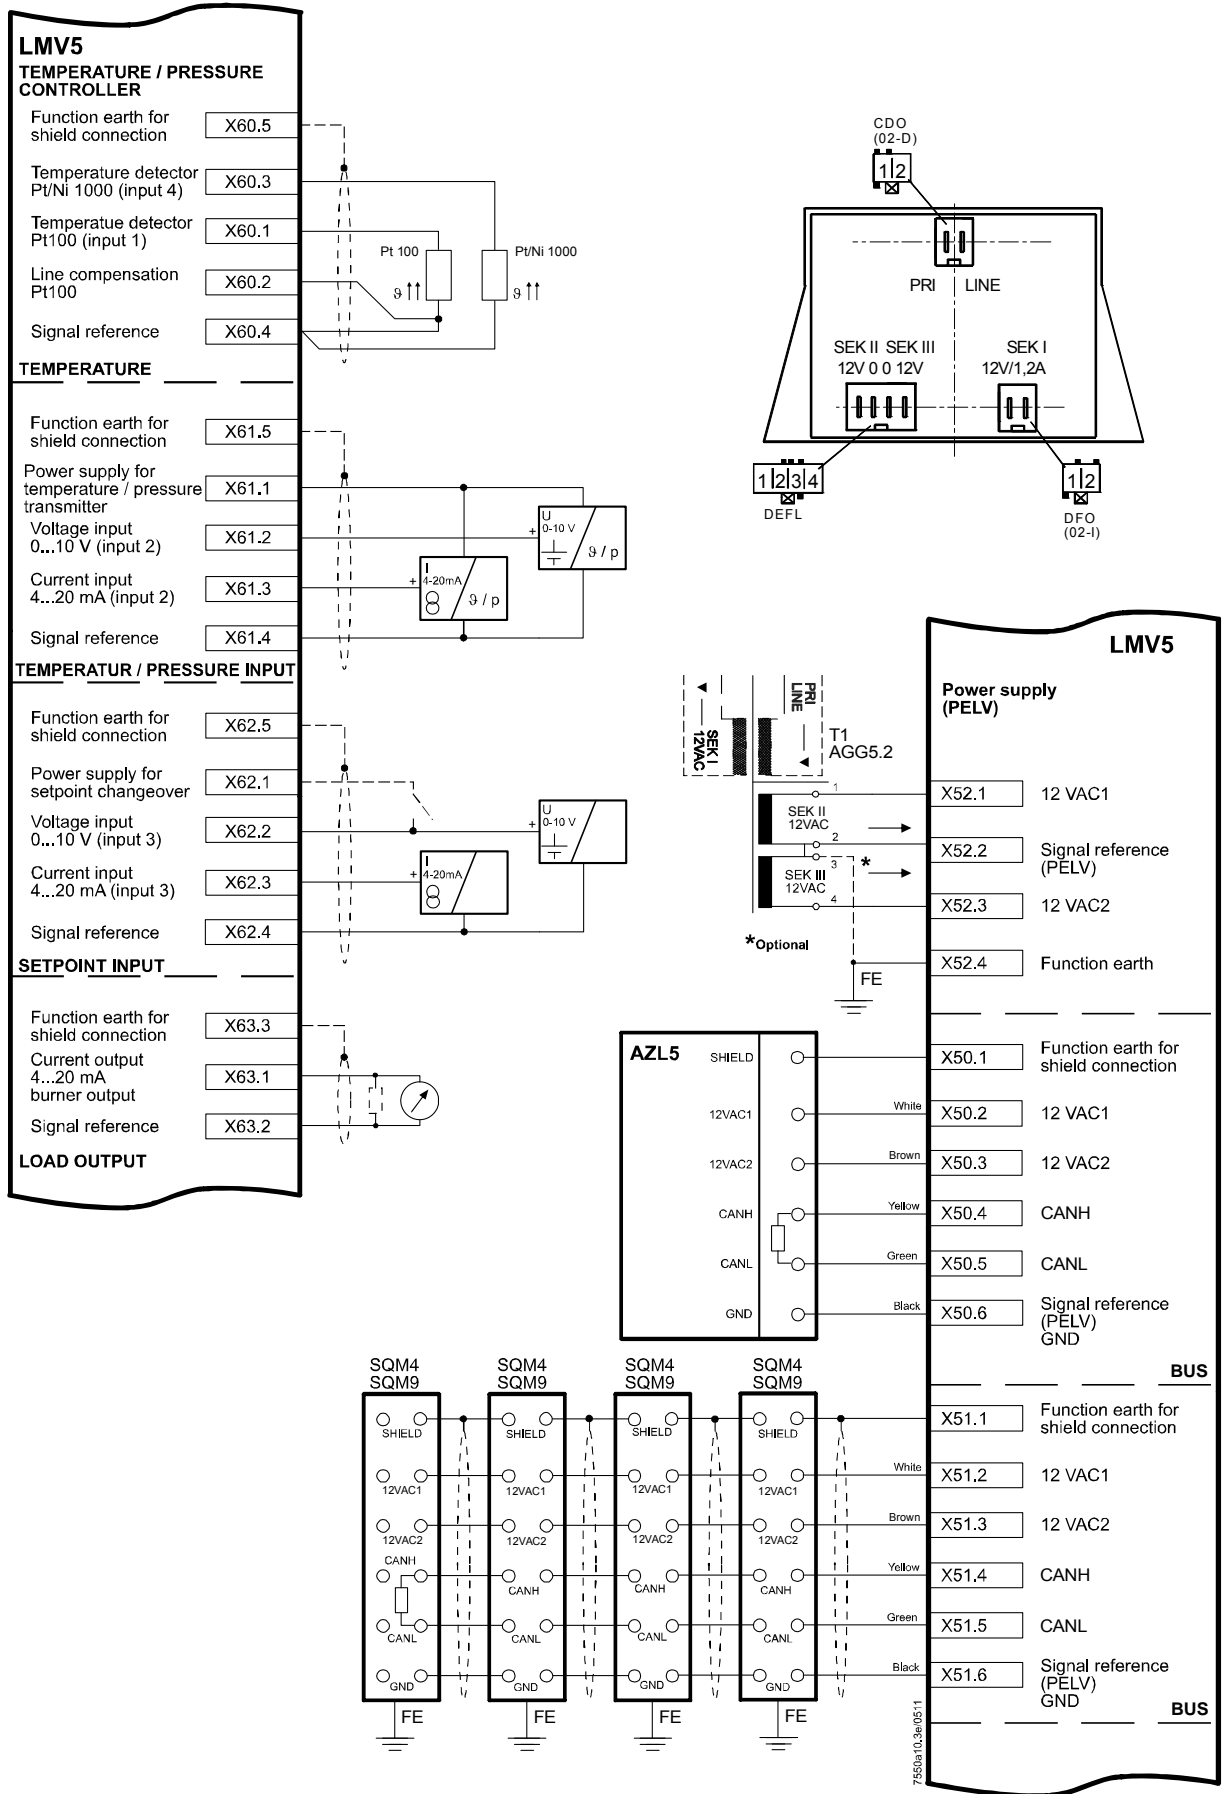 LMV5
TEMPERATURE / PRESSURE
CONTROLLER
Function earth for
shield connection
X60.5
Temperature detector
Pt/Ni 1000 (input 4)
X60.3
Temperatue detector
Pt100 (input 1)
X60.1
Line compensation
Pt100
X60.2
Signal reference
X60.4
Pt 100
ϑ
Pt/Ni 1000
ϑ
TEMPERATURE
Function earth for
shield connection
X61.5
Power supply for
temperature / pressure
transmitter
X61.1
Voltage input
0...10 V (input 2)
X61.2
Current input
4...20 mA (input 2)
X61.3
Signal reference
X61.4
U
0-10 V
+
ϑ / p
I
4-20mA
+
ϑ / p
TEMPERATUR / PRESSURE INPUT
Function earth for
shield connection
X62.5
Power supply for
setpoint changeover
X62.1
Voltage input
0...10 V (input 3)
X62.2
Current input
4...20 mA (input 3)
X62.3
Signal reference
X62.4
U
0-10 V
+
I
4-20mA
+
SETPOINT INPUT
Function earth for
shield connection
X63.3
Current output
4...20 mA
burner output
X63.1
Signal reference
X63.2
LOAD OUTPUT
CDO
(02-D)
1 2
PRI LINE
SEK II SEK III
12V 0 0 12V
SEK I
12V/1,2A
1 2 3 4
DEFL
1 2
DFO
(02-I)
LMV5
Power supply
(PELV)
SEK I
12VAC
PRI
LINE
T1
AGG5.2
1
SEK II
12VAC
2
3
SEK III
12VAC
4
*
*Optional
FE
X52.1
12 VAC1
X52.2
Signal reference
(PELV)
X52.3
12 VAC2
X52.4
Function earth
AZL5
SHIELD
X50.1
Function earth for
shield connection
12VAC1
White
X50.2
12 VAC1
12VAC2
Brown
X50.3
12 VAC2
CANH
Yellow
X50.4
CANH
CANL
Green
X50.5
CANL
GND
Black
X50.6
Signal reference
(PELV)
GND
BUS
SQM4
SQM9
SQM4
SQM9
SQM4
SQM9
SQM4
SQM9
SHIELD
SHIELD
SHIELD
SHIELD
X51.1
Function earth for
shield connection
12VAC1
12VAC1
12VAC1
12VAC1
White
X51.2
12 VAC1
12VAC2
12VAC2
12VAC2
12VAC2
Brown
X51.3
12 VAC2
CANH
CANH
CANH
CANH
Yellow
X51.4
CANH
CANL
CANL
CANL
CANL
Green
X51.5
CANL
GND
GND
GND
GND
Black
X51.6
Signal reference
(PELV)
GND
BUS
FE
FE
FE
FE
7550a10.3e/0511